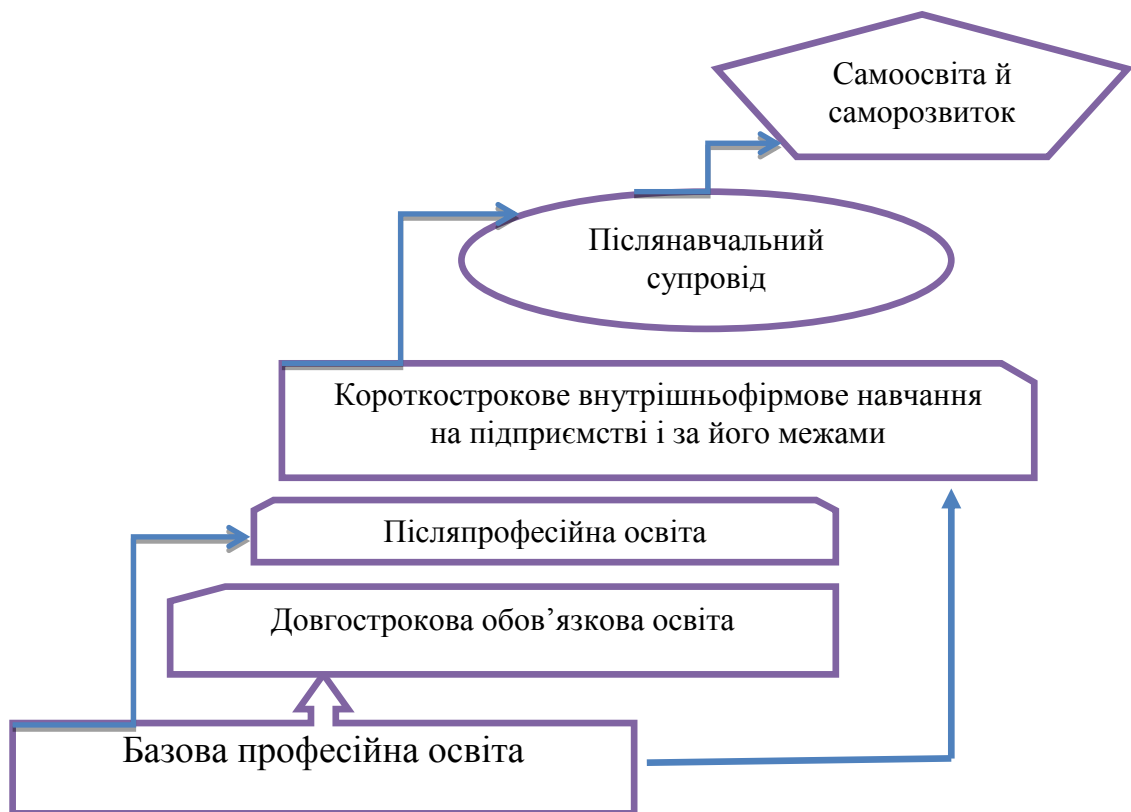 Самоосвіта й
саморозвиток
Післянавчальний
супровід
Короткострокове внутрішньофірмове навчання
на підприємстві і за його межами
Післяпрофесійна освіта
Довгострокова обов’язкова освіта
Базова професійна освіта